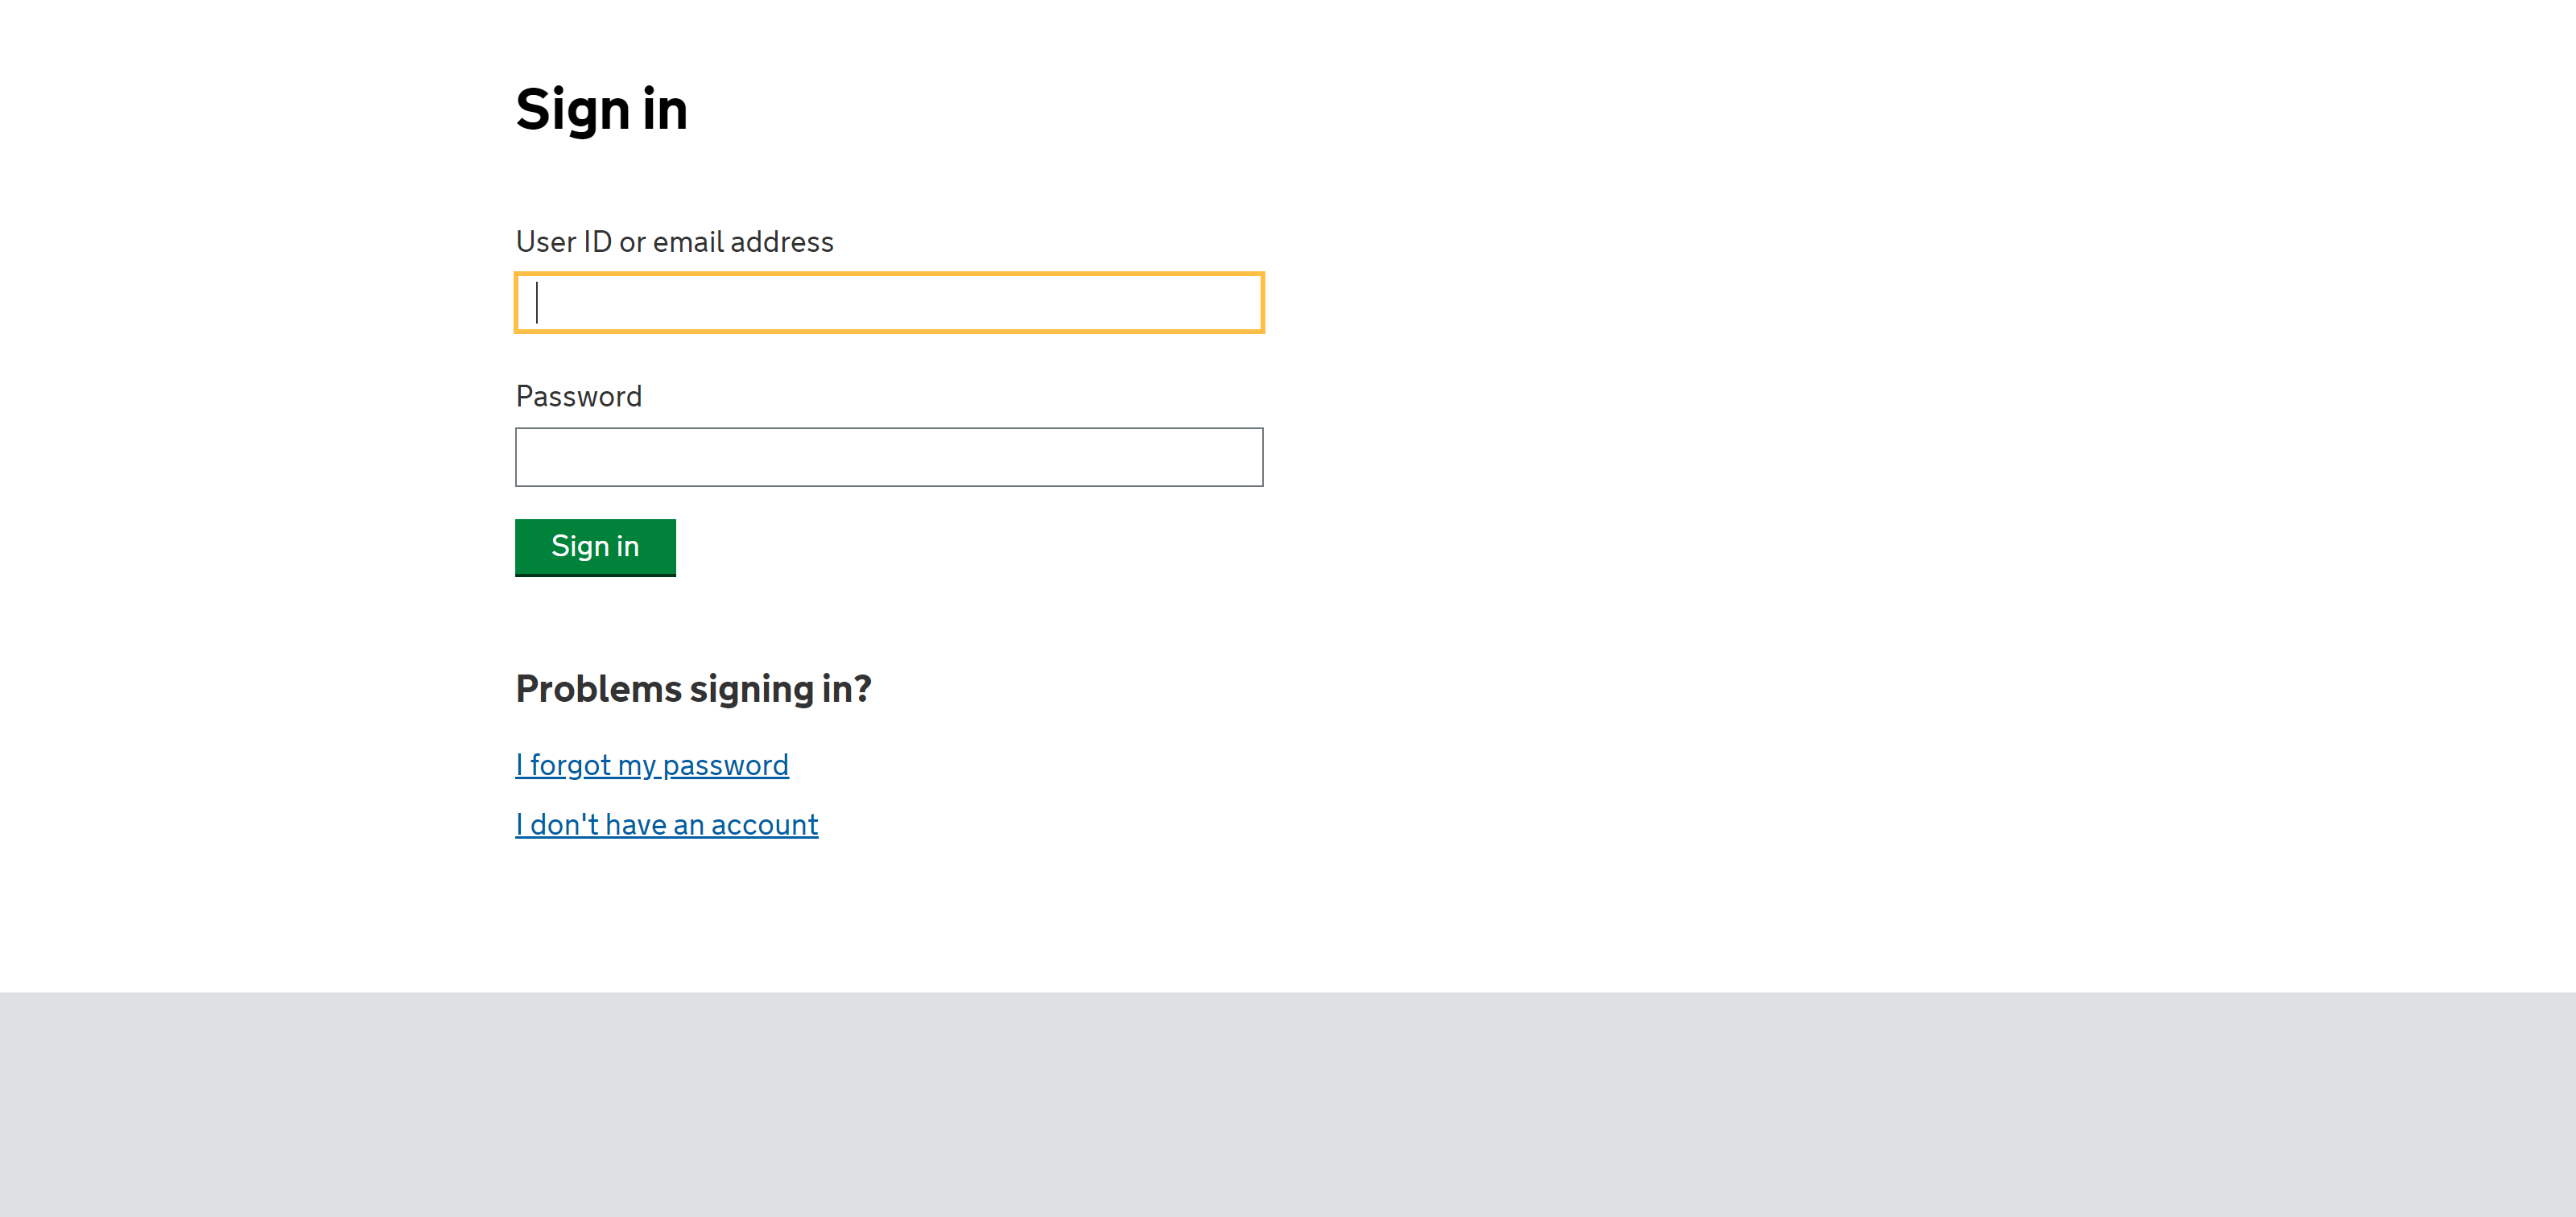 Sign in
User ID or email address
Password
Sign in
Problems signing in?
I forgot my password
I don't have an account